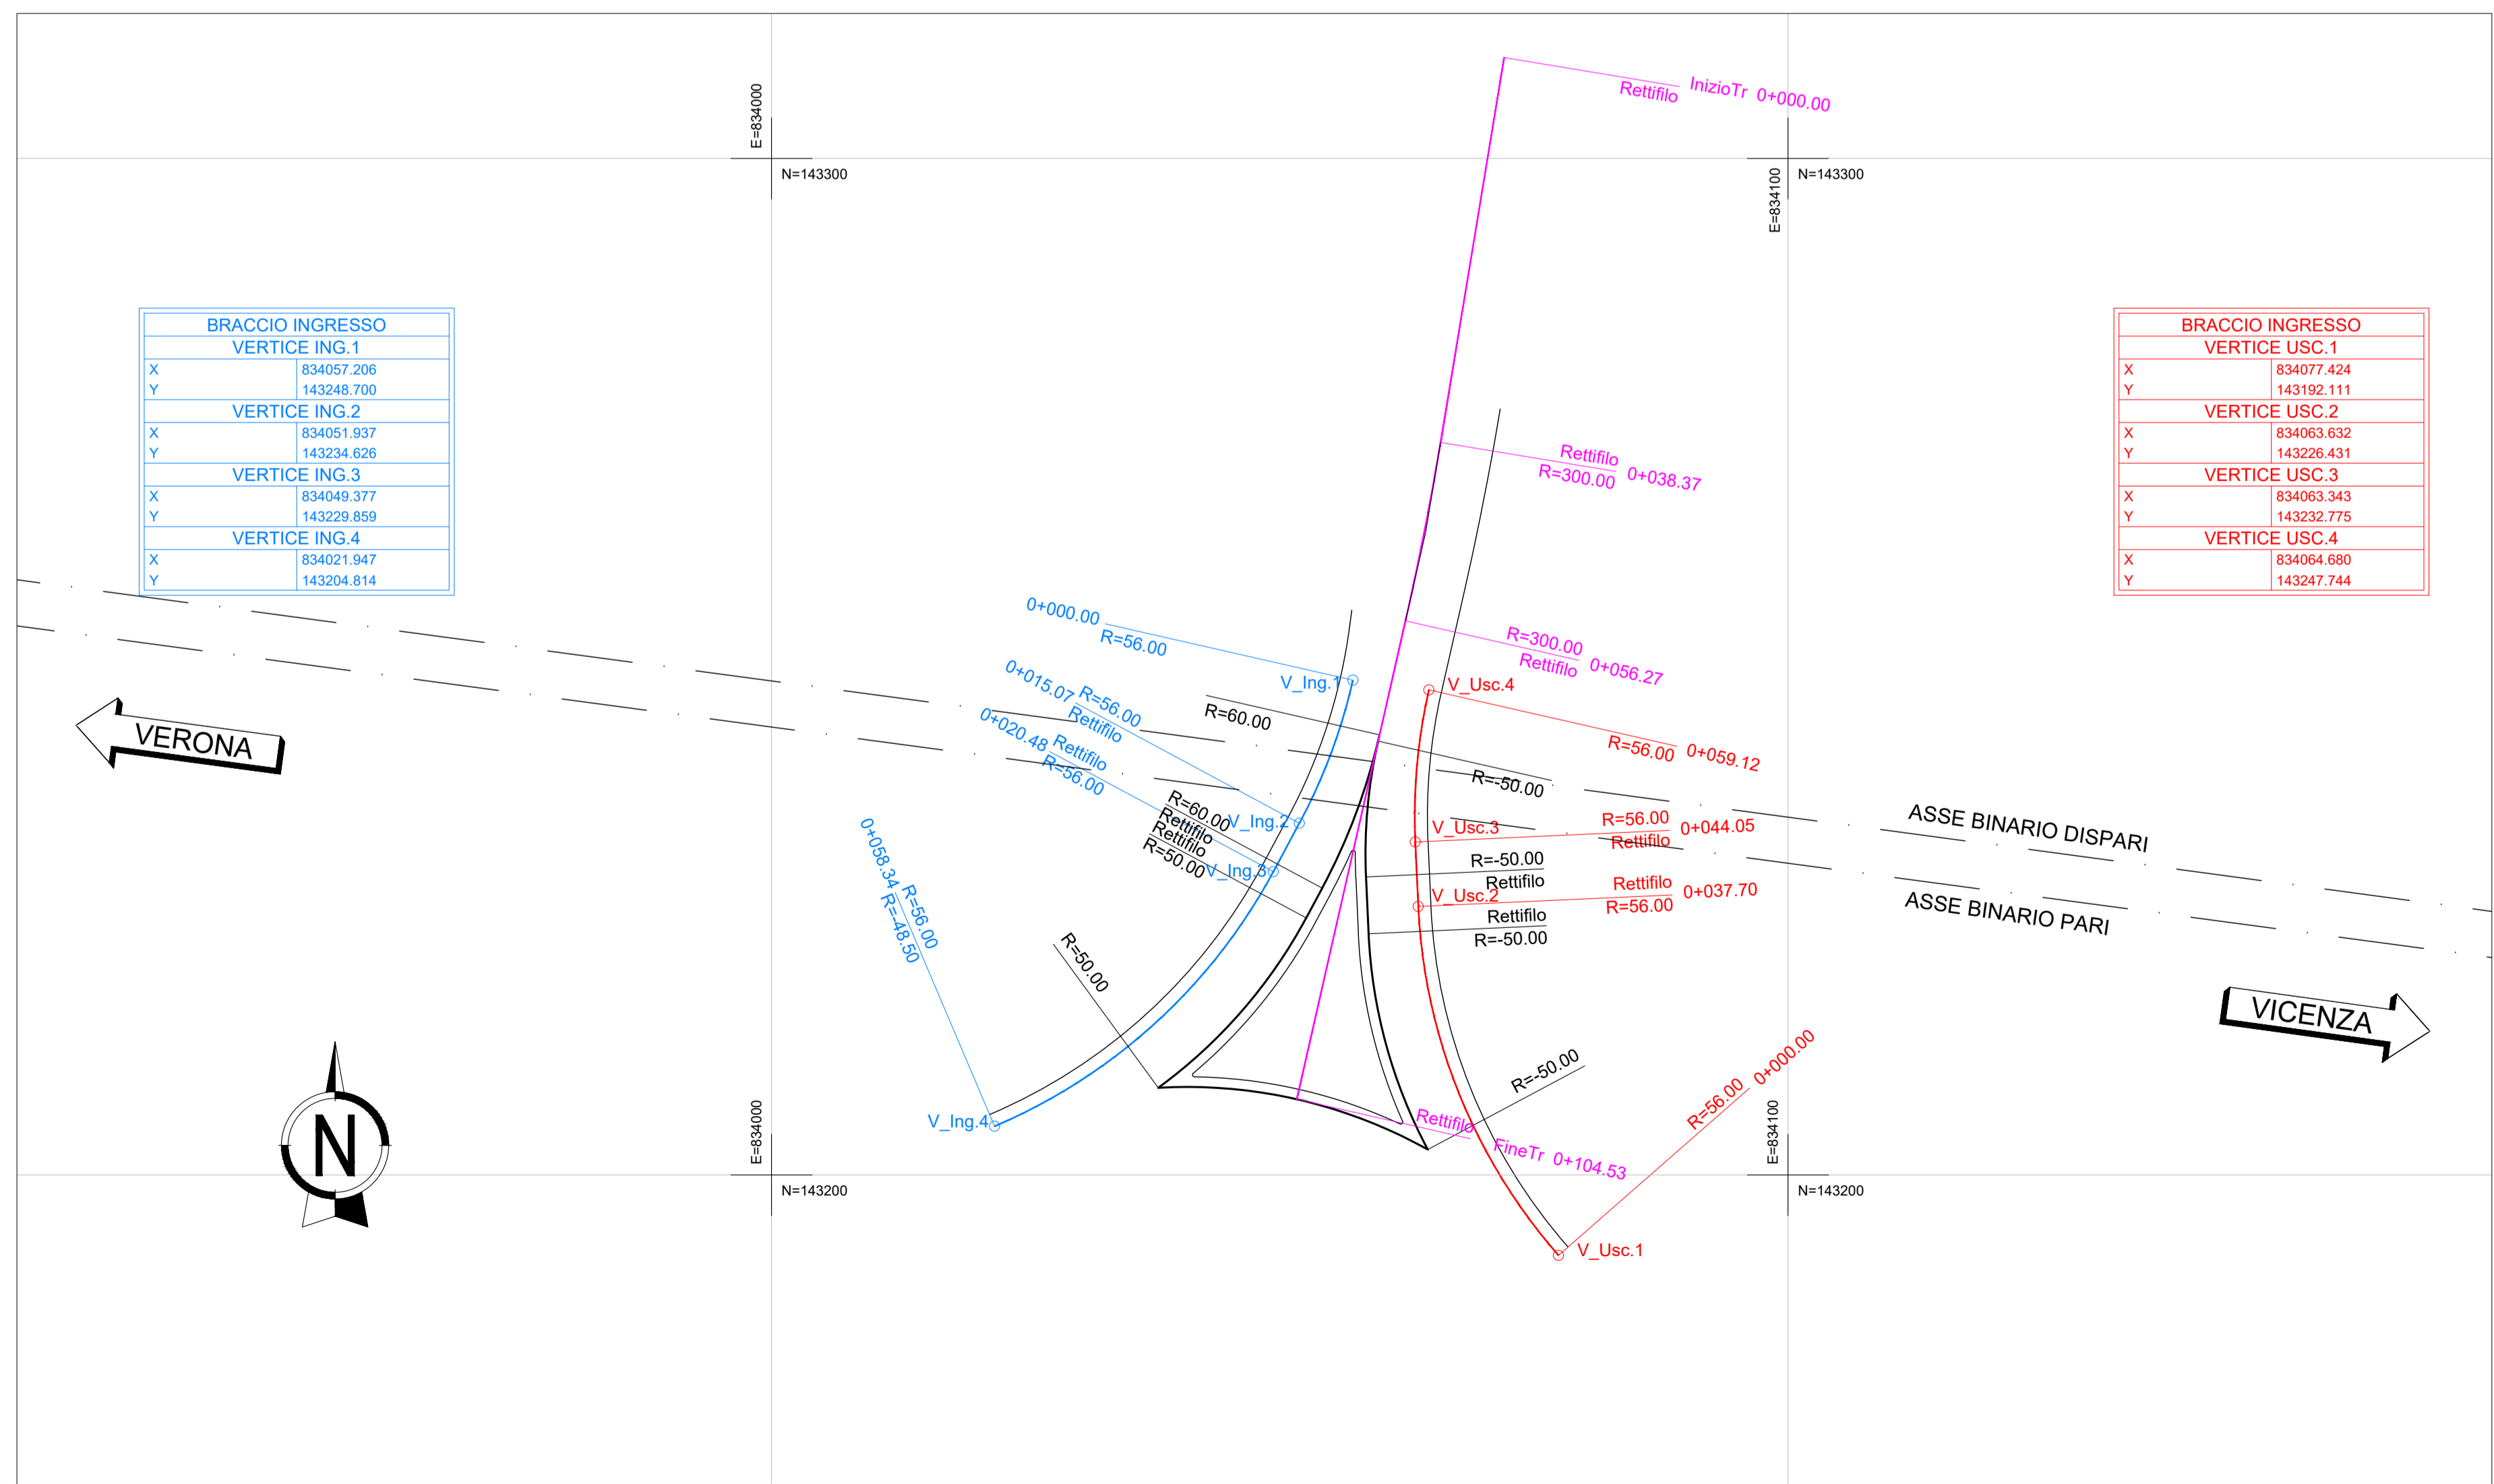 InizioTr 0+000.00
Rettifilo
E=834000
N=143300
E=834100
N=143300
BRACCIO INGRESSO
VERTICE ING.1
X 834057.206
Y 143248.700
VERTICE ING.2
X 834051.937
Y 143234.626
VERTICE ING.3
X 834049.377
Y 143229.859
VERTICE ING.4
X 834021.947
Y 143204.814
BRACCIO INGRESSO
VERTICE USC.1
X 834077.424
Y 143192.111
VERTICE USC.2
X 834063.632
Y 143226.431
VERTICE USC.3
X 834063.343
Y 143232.775
VERTICE USC.4
X 834064.680
Y 143247.744
Rettifilo
R=300.00 0+038.37
0+000.00
R=56.00
R=300.00
Rettifilo 0+056.27
V_Ing.1
V_Usc.4
0+015.07 R=56.00
Rettifilo
R=60.00
R=56.00 0+059.12
0+020.48 Rettifilo
R=56.00
R=-50.00
VERONA
R=60.00
Rettifilo
Rettifilo
R=50.00
V_Ing.2
V_Ing.3
V_Usc.3
R=56.00
Rettifilo 0+044.05
ASSE BINARIO DISPARI
R=-50.00
Rettifilo
V_Usc.2
Rettifilo
R=56.00 0+037.70
ASSE BINARIO PARI
Rettifilo
R=-50.00
0+058.34 R=56.00
R=-48.50
R=50.00
VICENZA
R=-50.00
R=56.00 0+000.00
V_Ing.4
Rettifilo
FineTr 0+104.53
N
E=834000
N=143200
E=834100
N=143200
V_Usc.1